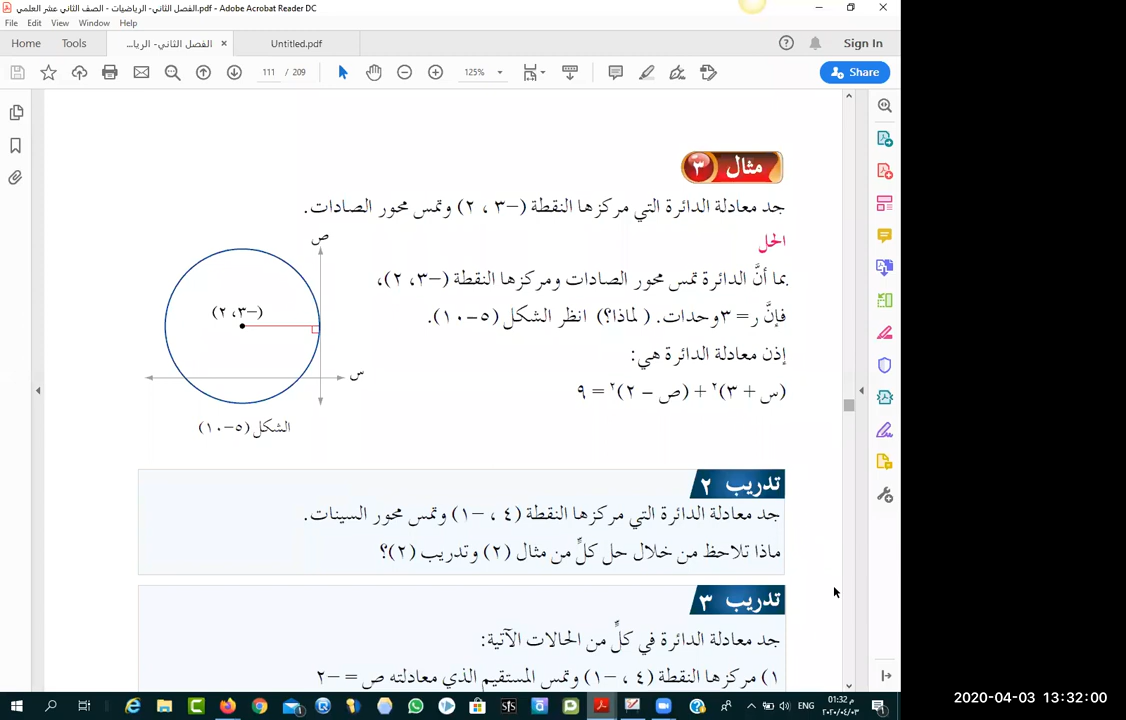 الفصل الثاني- الرياضيات - الصف الثاني عشر العلمي.pdf - Adobe Acrobat Reader DC
File Edit View Window Help
Home Tools الفصل الثاني- الريا... × Untitled.pdf Sign In
111 / 209 125% Share
مثال ٣
جد معادلة الدائرة التي مركزها النقطة (−٣ ، ٢) وتمس محور الصادات.
الحل
بما أنَّ الدائرة تمس محور الصادات ومركزها النقطة (−٣، ٢)،
فإنَّ ر= ٣وحدات. ( لماذا؟) انظر الشكل (٥−١٠).
إذن معادلة الدائرة هي:
(س + ٣)٢ + (ص − ٢)٢ = ٩
ص
(−٣، ٢)
س
الشكل (٥−١٠)
تدريب ٢
جد معادلة الدائرة التي مركزها النقطة (٤ ، −١) وتمس محور السينات.
ماذا تلاحظ من خلال حل كلٍّ من مثال (٢) وتدريب (٢)؟
تدريب ٣
جد معادلة الدائرة في كلٍّ من الحالات الآتية:
١) مركزها النقطة (٤ ، −١) وتمس المستقيم الذي معادلته ص = −٢
ENG 01:32 م
٢٠٢٠/٠٤/٠٣
2020-04-03 13:32:00